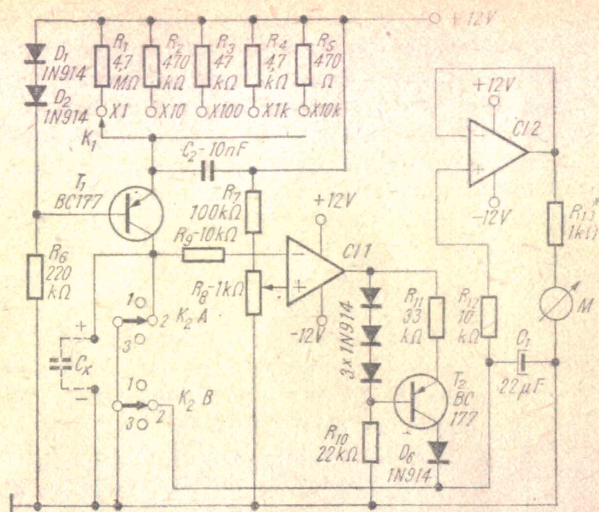 +12V
D1
1N914
D2
1N914
R1
4,7
MΩ
R2
470
kΩ
R3
47
kΩ
R4
4,7
kΩ
R5
470
Ω
X1
X10
X100
X1k
X10k
K1
C2-10nF
T1
BC177
R7
100kΩ
R9-10kΩ
R8-1kΩ
R6
220
kΩ
+
Cx
−
1
2
3
K2 A
1
2
3
K2 B
−
+
+12V
CI1
-12V
3x1N914
R10
22kΩ
R11
33
kΩ
T2
BC
177
D6
1N914
+12V
CI2
−
+
-12V
R12
10
kΩ
C1
22µF
R13*
1kΩ
M